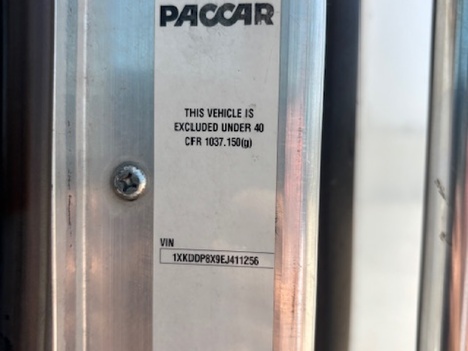 PACCAR
THIS VEHICLE IS
EXCLUDED UNDER 40
CFR 1037.150(g)
VIN
1XKDDP8X9EJ411256